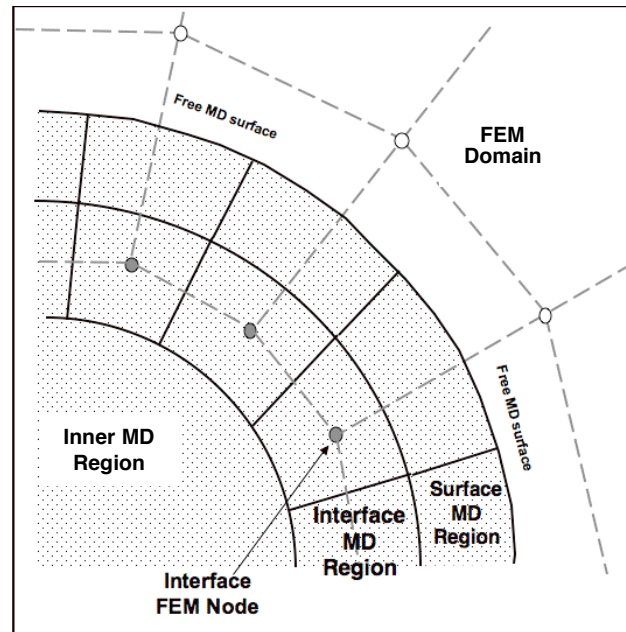 Free MD surface
FEM
Domain
Free MD surface
Inner MD
Region
Interface
MD
Region
Surface
MD
Region
Interface
FEM Node